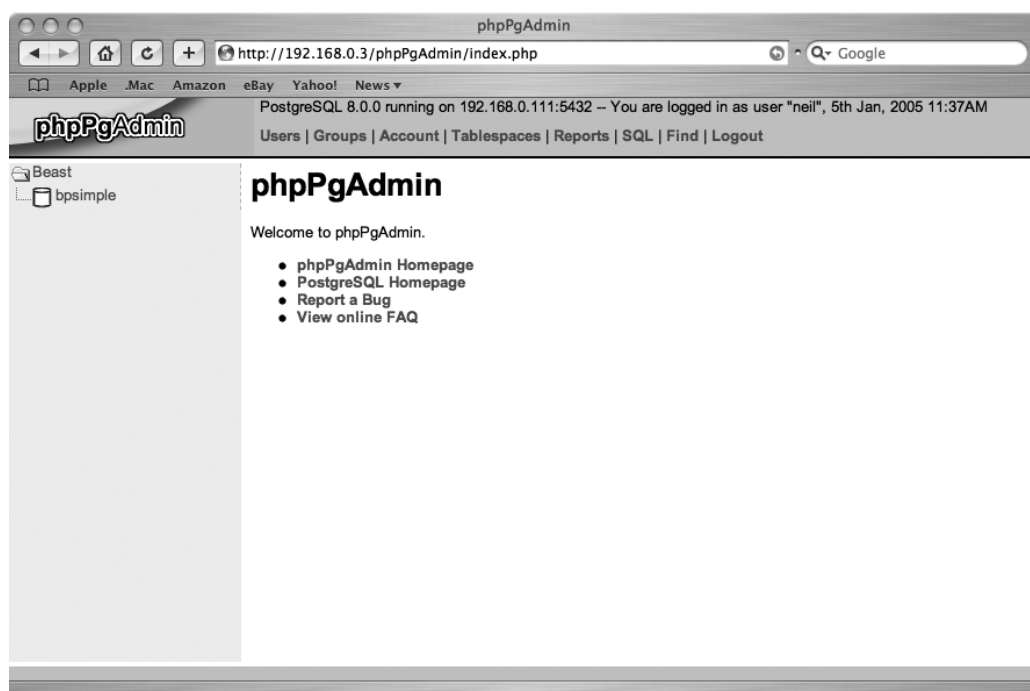 phpPgAdmin
http://192.168.0.3/phpPgAdmin/index.php
Google
Apple .Mac Amazon eBay Yahoo! News
phpPgAdmin
PostgreSQL 8.0.0 running on 192.168.0.111:5432 -- You are logged in as user "neil", 5th Jan, 2005 11:37AM
Users | Groups | Account | Tablespaces | Reports | SQL | Find | Logout
Beast
bpsimple
phpPgAdmin
Welcome to phpPgAdmin.
phpPgAdmin Homepage
PostgreSQL Homepage
Report a Bug
View online FAQ